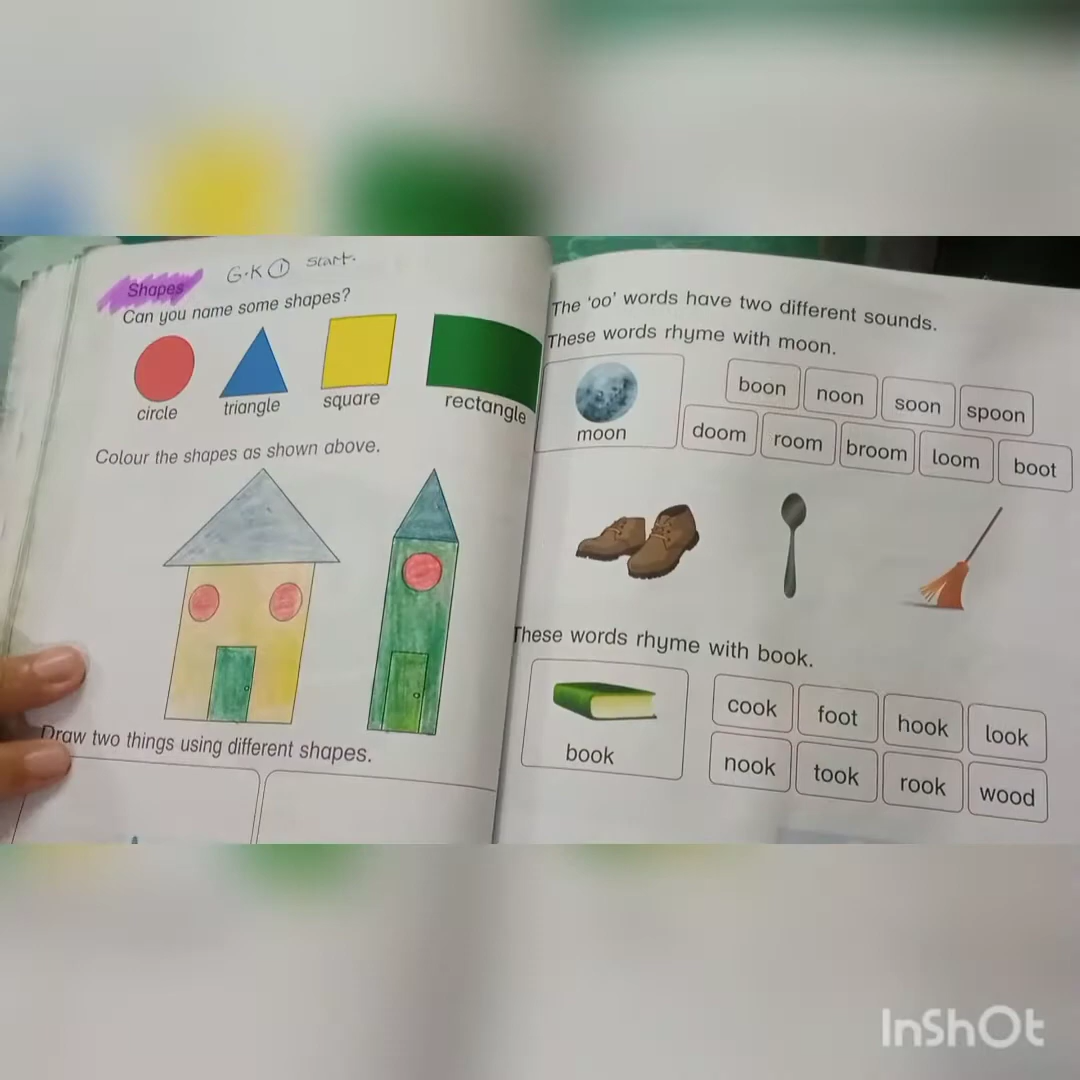 G.K ① Start.
Shapes
Can you name some shapes?
circle triangle square rectangle
Colour the shapes as shown above.
Draw two things using different shapes.
The 'oo' words have two different sounds.
These words rhyme with moon.
moon
boon noon soon spoon
doom room broom loom boot
These words rhyme with book.
book
cook foot hook look
nook took rook wood
InShOt